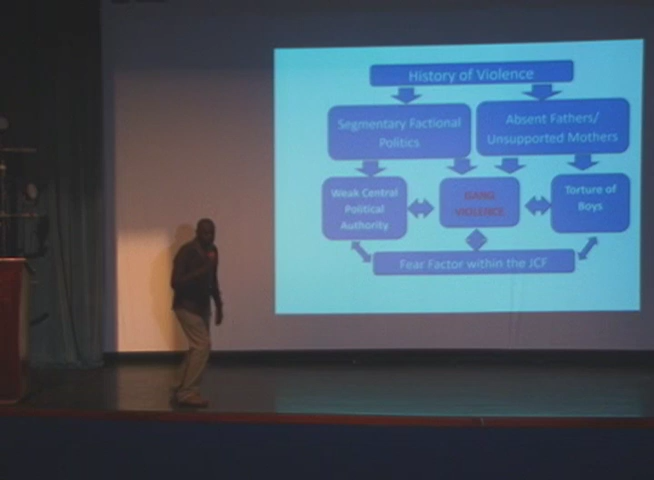 History of Violence
Segmentary Factional
Politics
Absent Fathers/
Unsupported Mothers
Weak Central
Political
Authority
GANG
VIOLENCE
Torture of
Boys
Fear Factor within the JCF